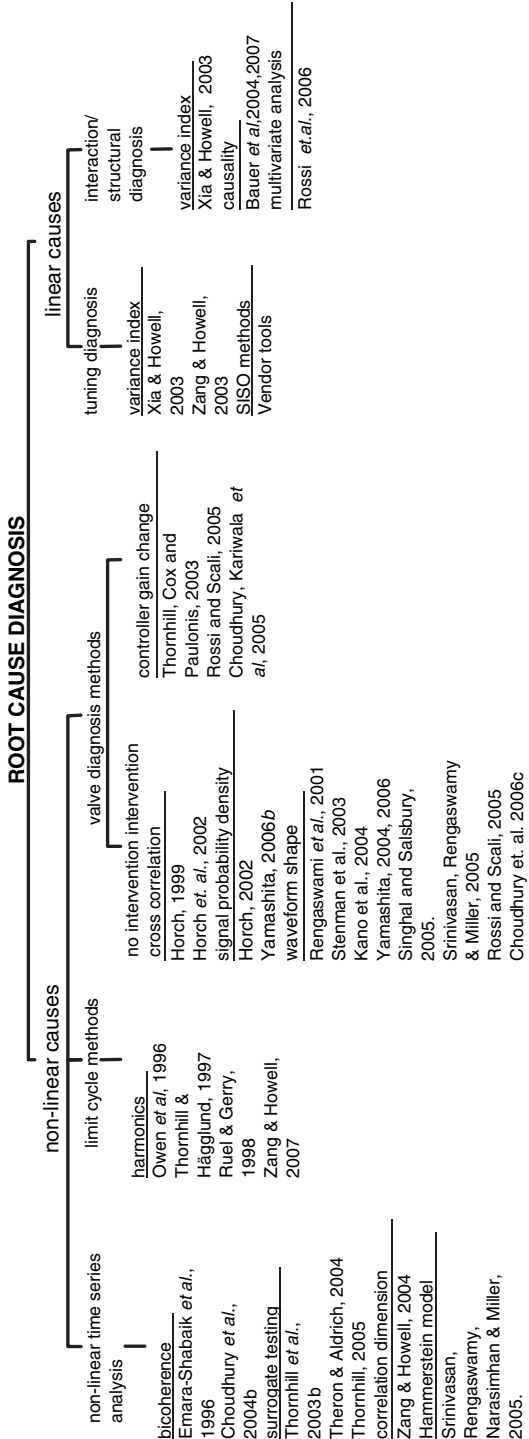 ROOT CAUSE DIAGNOSIS
non-linear causes
linear causes
non-linear time series
analysis
bicoherence
Emara-Shabaik et al.,
1996
Choudhury et al.,
2004b
surrogate testing
Thornhill et al.,
2003b
Theron & Aldrich, 2004
Thornhill, 2005
correlation dimension
Zang & Howell, 2004
Hammerstein model
Srinivasan,
Rengaswamy,
Narasimhan & Miller,
2005.
limit cycle methods
harmonics
Owen et al, 1996
Thornhill &
Hägglund, 1997
Ruel & Gerry,
1998
Zang & Howell,
2007
valve diagnosis methods
no intervention intervention
cross correlation
Horch, 1999
Horch et. al., 2002
signal probability density
Horch, 2002
Yamashita, 2006b
waveform shape
Rengaswami et al., 2001
Stenman et al., 2003
Kano et al., 2004
Yamashita, 2004, 2006
Singhal and Salsbury,
2005.
Srinivasan, Rengaswamy
& Miller, 2005
Rossi and Scali, 2005
Choudhury et. al. 2006c
controller gain change
Thornhill, Cox and
Paulonis, 2003
Rossi and Scali, 2005
Choudhury, Kariwala et
al, 2005
tuning diagnosis
variance index
Xia & Howell,
2003
Zang & Howell,
2003
SISO methods
Vendor tools
interaction/
structural
diagnosis
variance index
Xia & Howell, 2003
causality
Bauer et al,2004,2007
multivariate analysis
Rossi et.al., 2006